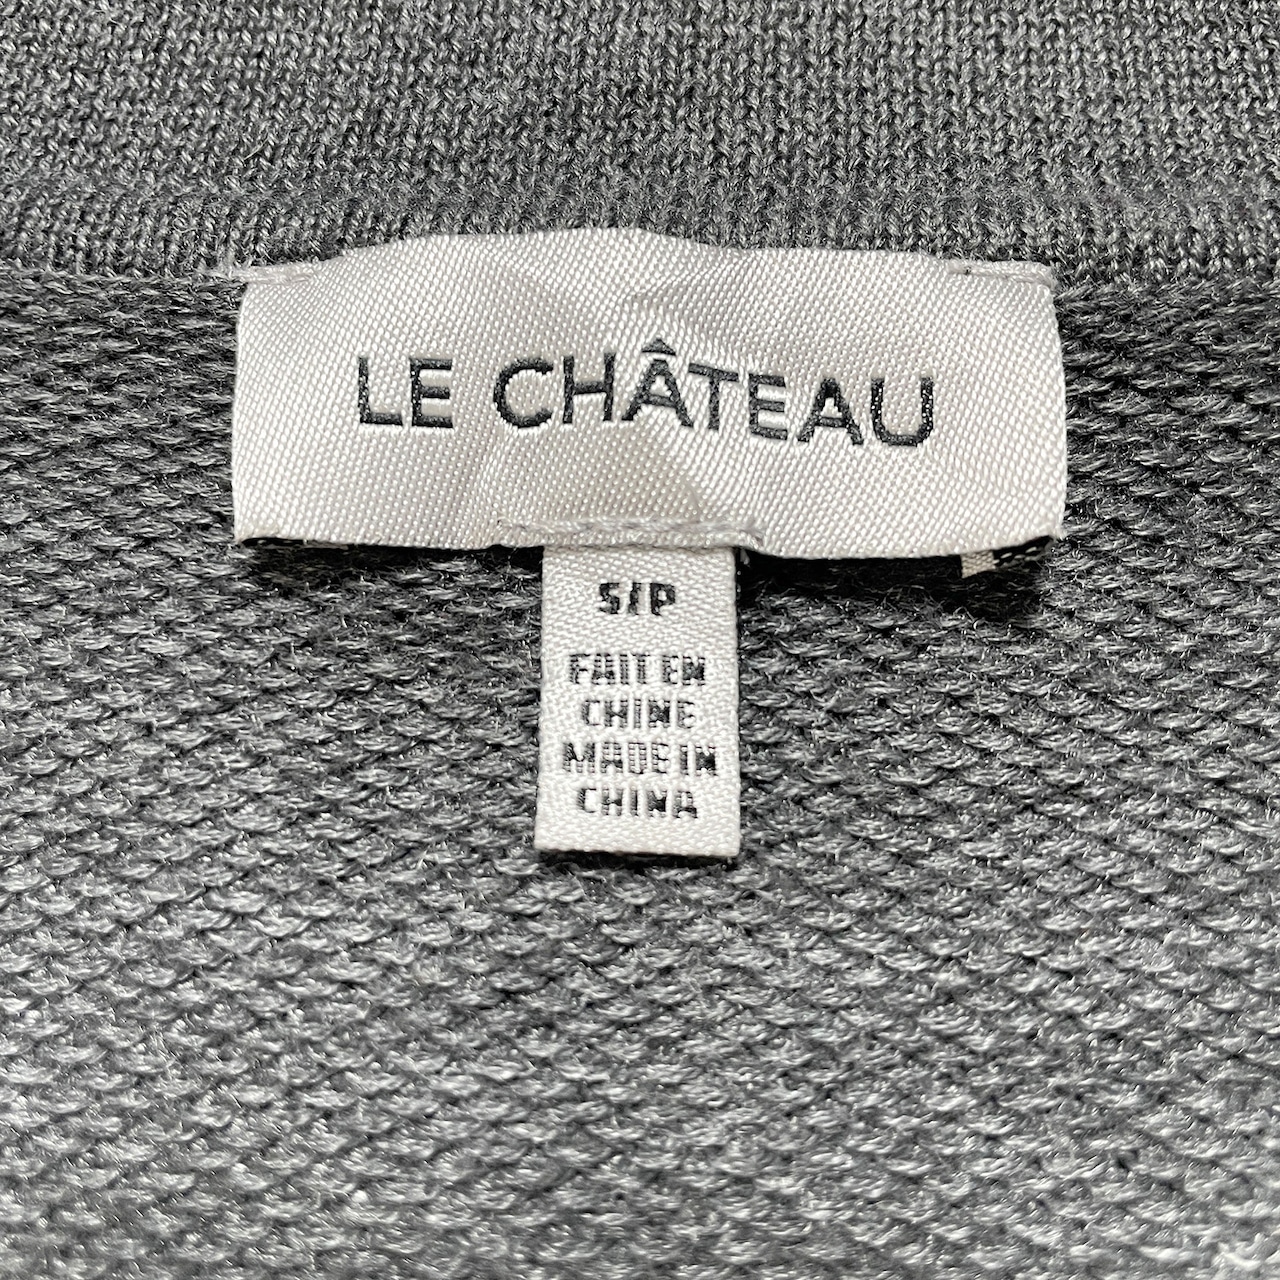 LE CHÂTEAU
S/P
FAIT EN
CHINE
MADE IN
CHINA